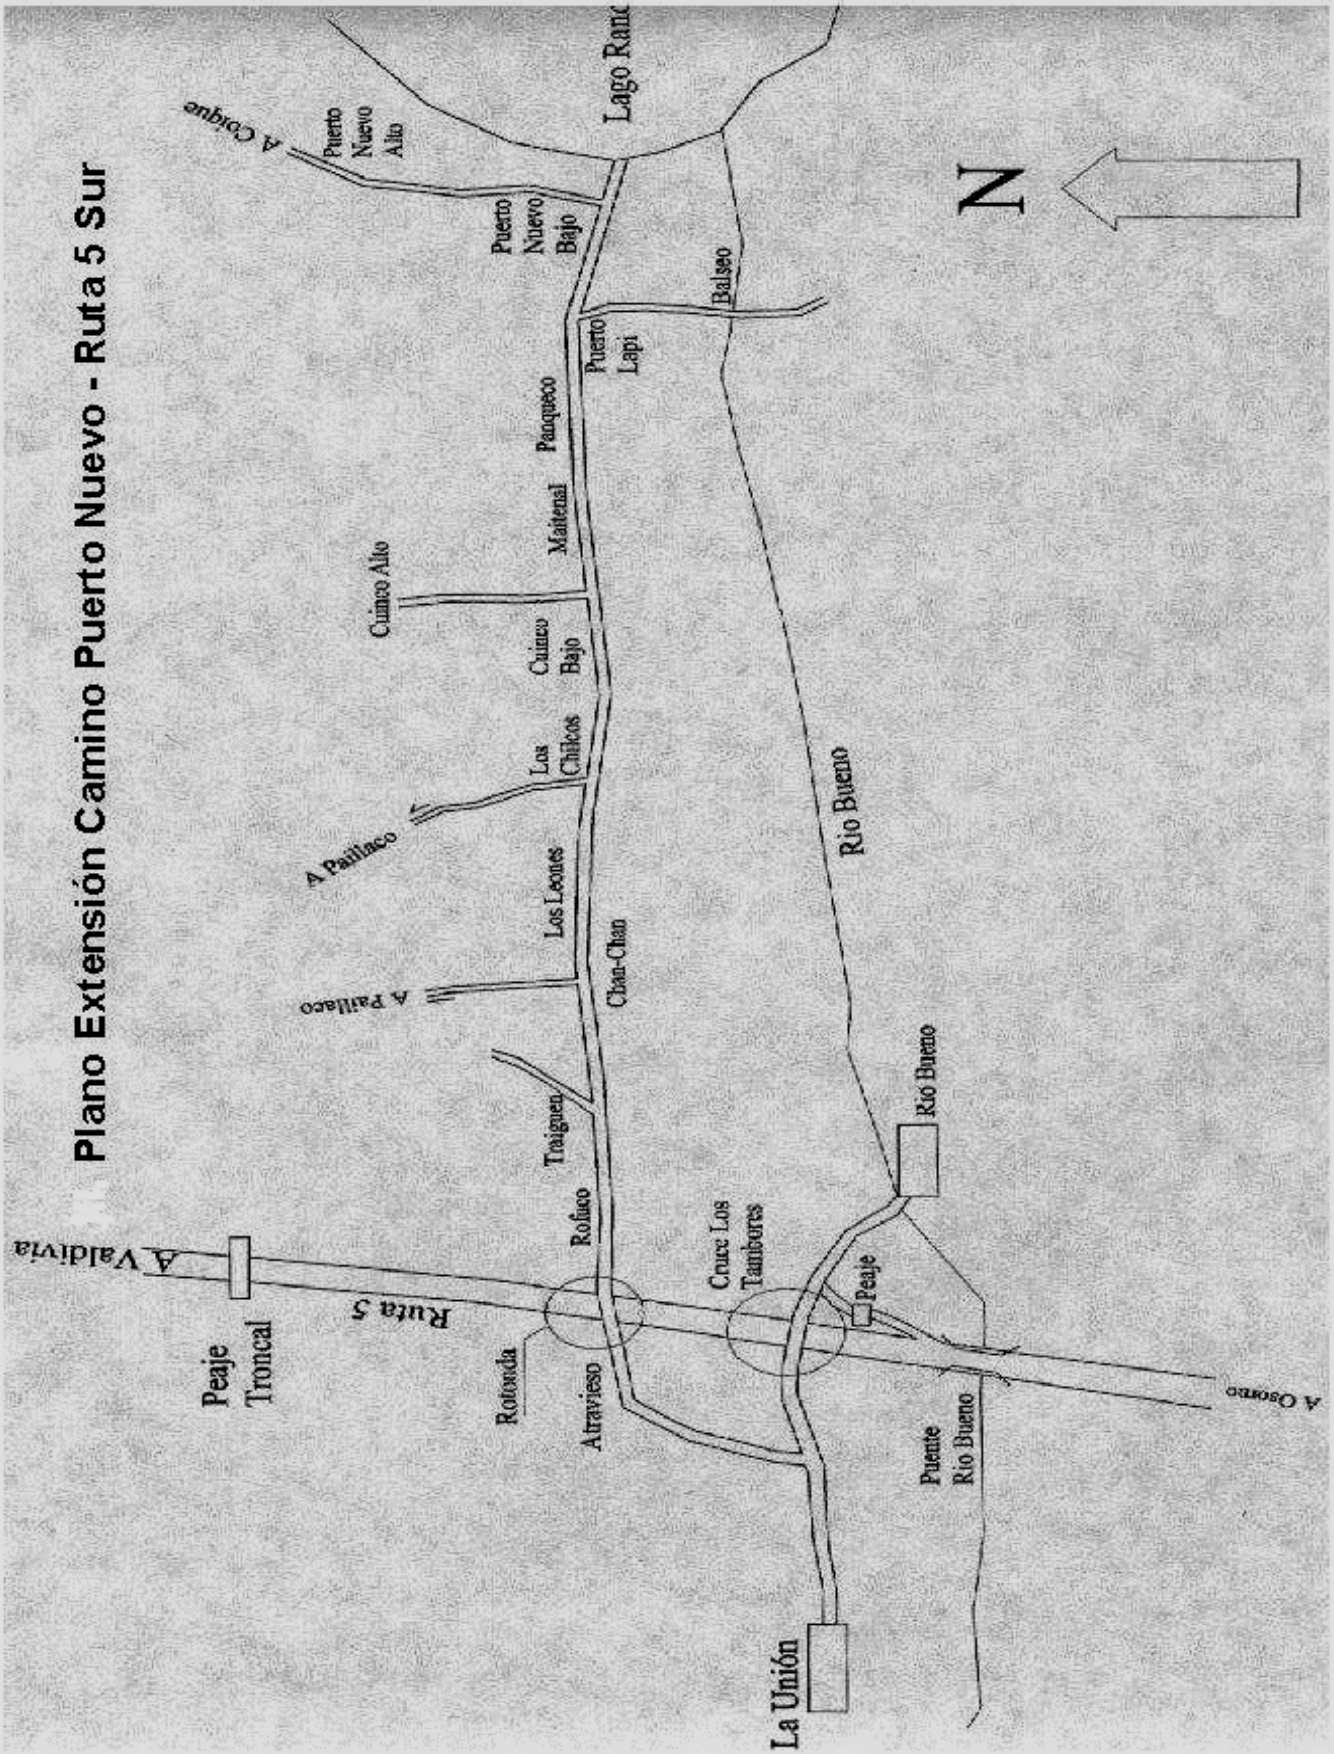 Plano Extensión Camino Puerto Nuevo - Ruta 5 Sur
A Valdivia
Peaje
Troncal
Ruta 5
Rotonda
Atravieso
Rofuco
Traiguen
A Paillaco
Los Leones
Chan-Chan
A Paillaco
Los
Chilcos
Cuinco Alto
Cuinco
Bajo
Maitenal
Panqueco
Puerto
Lapi
Balseo
Puerto
Nuevo
Bajo
Puerto
Nuevo
Alto
A Coique
Lago Ranc
N
Cruce Los
Tambores
Peaje
Rio Bueno
Rio Bueno
Puente
Rio Bueno
La Unión
A Osorno